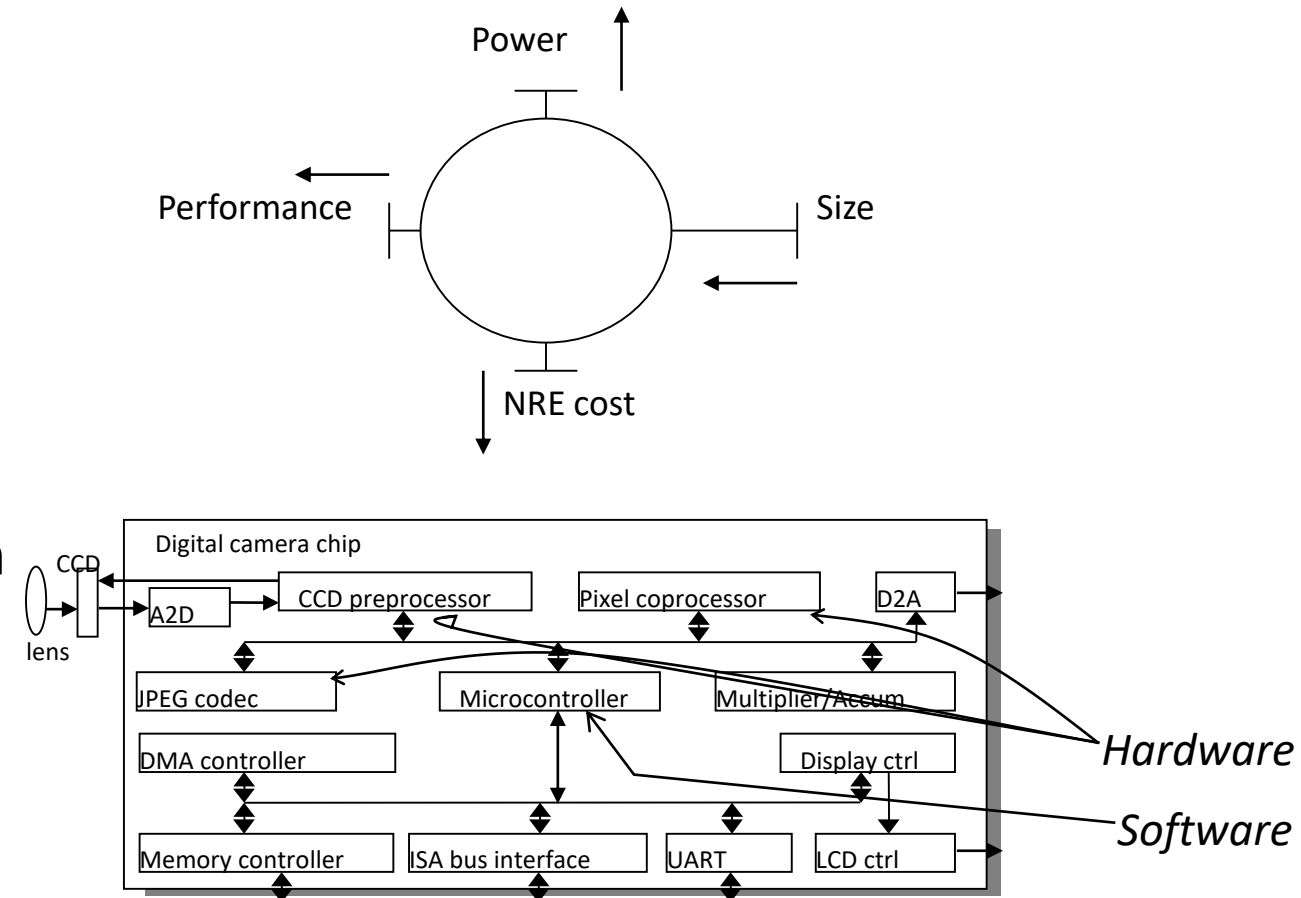 Power
Performance
Size
NRE cost
Digital camera chip
CCD
CCD preprocessor
Pixel coprocessor
D2A
A2D
lens
JPEG codec
Microcontroller
Multiplier/Accum
Hardware
DMA controller
Display ctrl
Software
Memory controller
ISA bus interface
UART
LCD ctrl